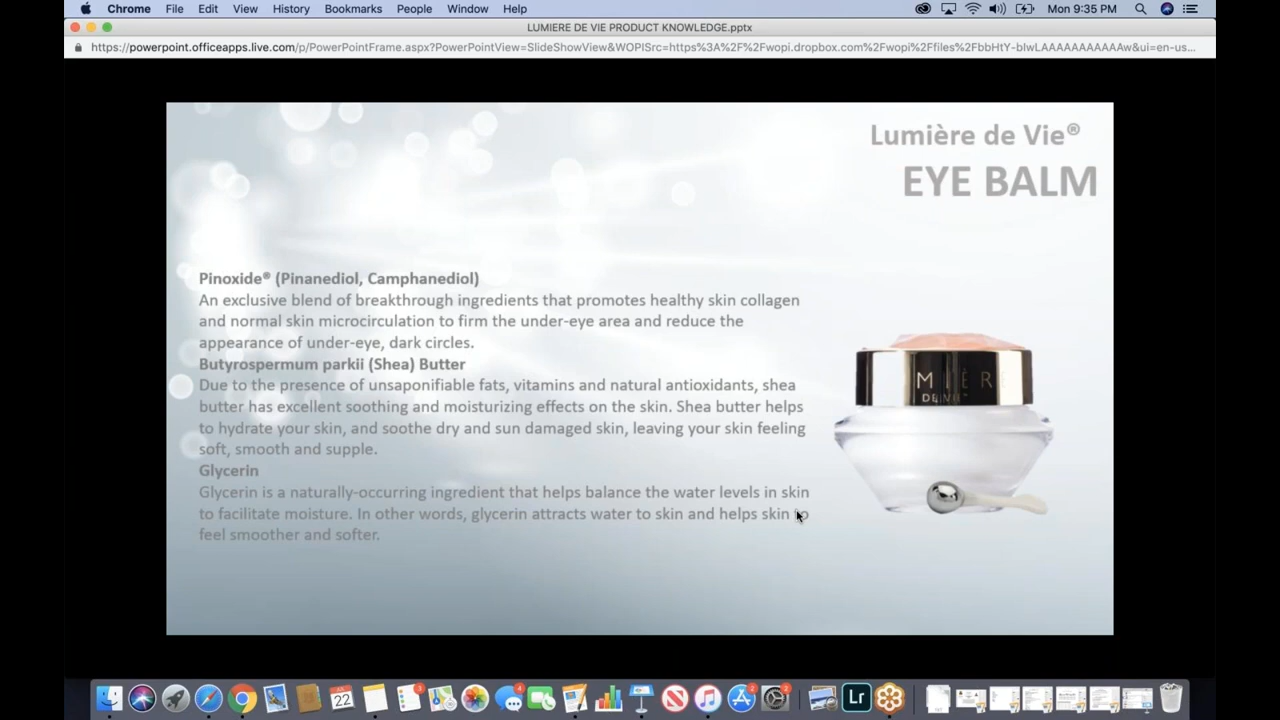 Chrome File Edit View History Bookmarks People Window Help Mon 9:35 PM
LUMIERE DE VIE PRODUCT KNOWLEDGE.pptx
https://powerpoint.officeapps.live.com/p/PowerPointFrame.aspx?PowerPointView=SlideShowView&WOPISrc=https%3A%2F%2Fwopi.dropbox.com%2Fwopi%2Ffiles%2FbbHtY-bIwLAAAAAAAAAAAw&ui=en-us...
Lumière de Vie®
EYE BALM
Pinoxide® (Pinanediol, Camphanediol)
An exclusive blend of breakthrough ingredients that promotes healthy skin collagen
and normal skin microcirculation to firm the under-eye area and reduce the
appearance of under-eye, dark circles.
Butyrospermum parkii (Shea) Butter
Due to the presence of unsaponifiable fats, vitamins and natural antioxidants, shea
butter has excellent soothing and moisturizing effects on the skin. Shea butter helps
to hydrate your skin, and soothe dry and sun damaged skin, leaving your skin feeling
soft, smooth and supple.
Glycerin
Glycerin is a naturally-occurring ingredient that helps balance the water levels in skin
to facilitate moisture. In other words, glycerin attracts water to skin and helps skin to
feel smoother and softer.
MIÈR
DE VIE
22
Lr